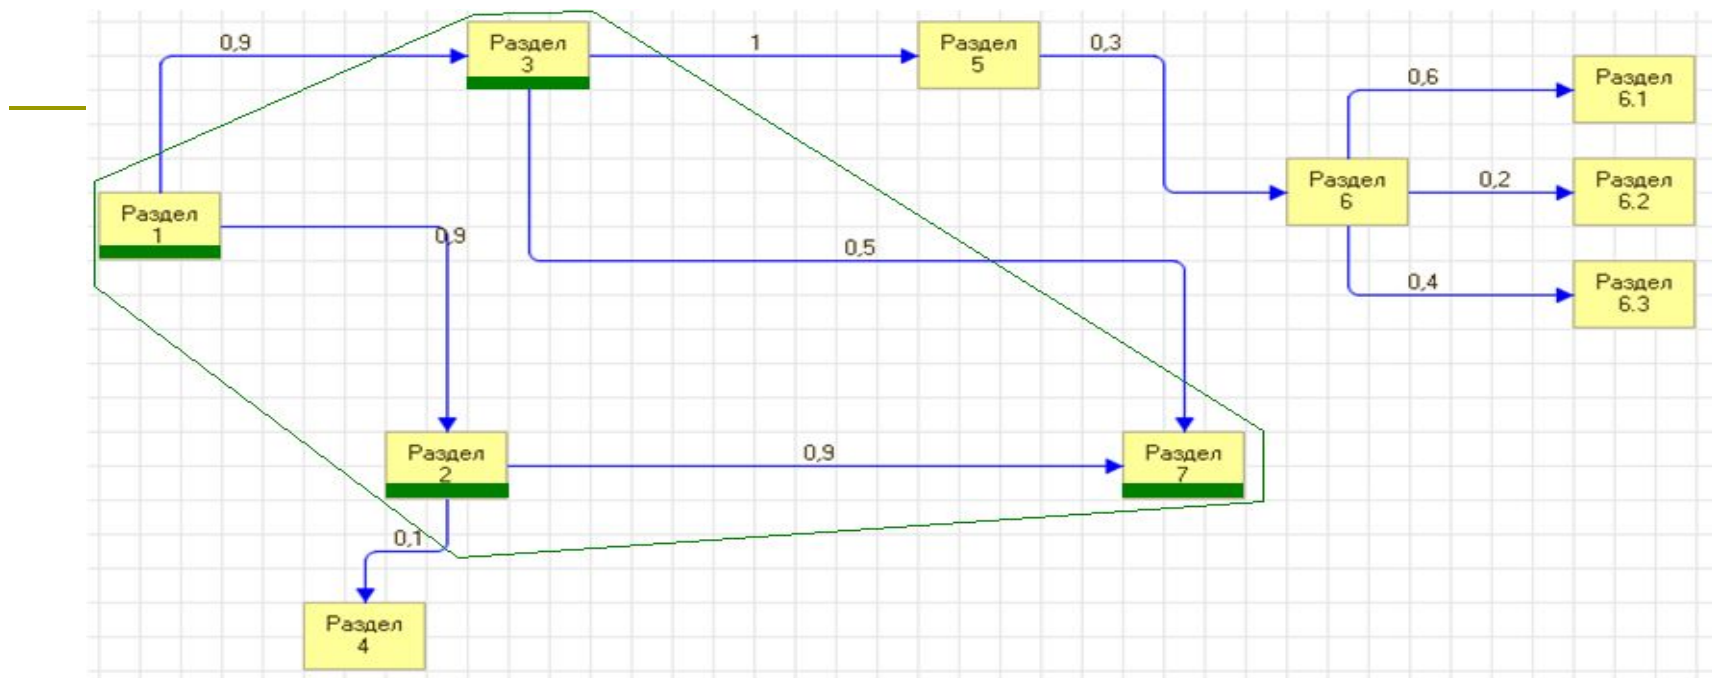 0,9
Раздел
3
1
Раздел
5
0,3
0,6
Раздел
6.1
Раздел
1
0,9
0,5
Раздел
6
0,2
Раздел
6.2
0,4
Раздел
6.3
Раздел
2
0,9
Раздел
7
0,1
Раздел
4